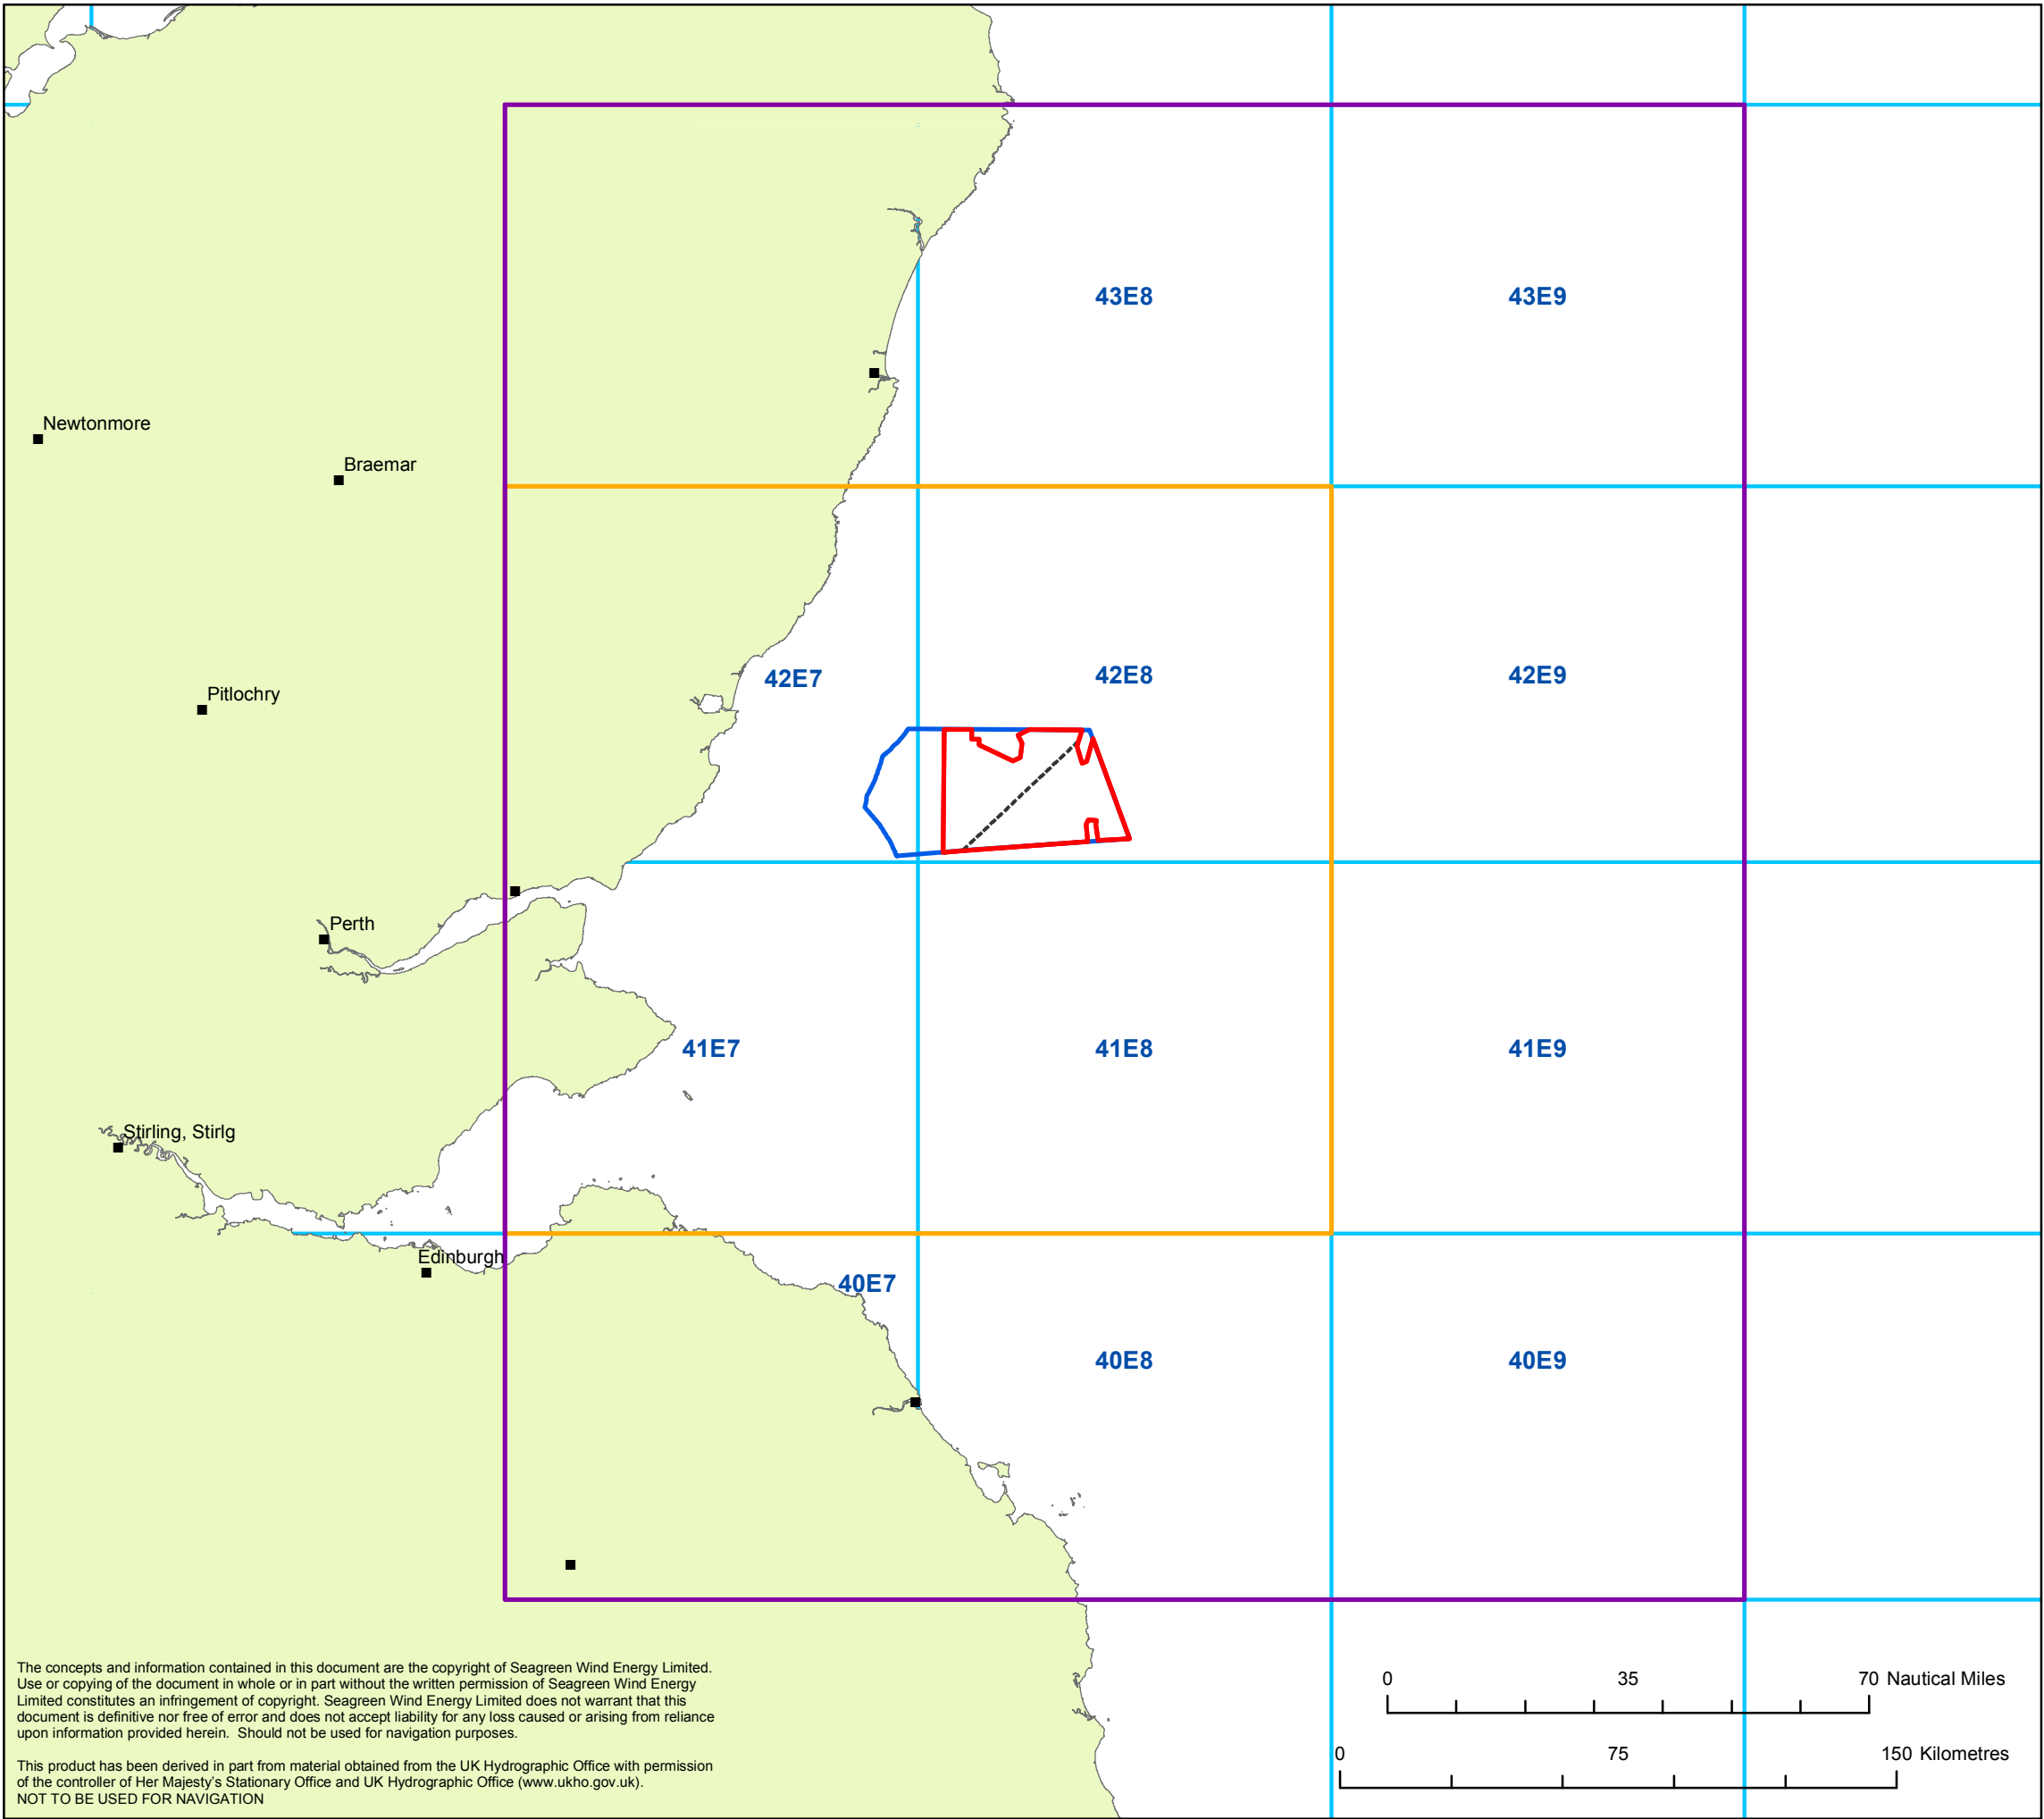 43E8
43E9
Newtonmore
Braemar
42E7
42E8
42E9
Pitlochry
Perth
41E7
41E8
41E9
Stirling, Stirlg
Edinburgh
40E7
40E8
40E9
The concepts and information contained in this document are the copyright of Seagreen Wind Energy Limited.
Use or copying of the document in whole or in part without the written permission of Seagreen Wind Energy
Limited constitutes an infringement of copyright. Seagreen Wind Energy Limited does not warrant that this
document is definitive nor free of error and does not accept liability for any loss caused or arising from reliance
upon information provided herein.  Should not be used for navigation purposes.
This product has been derived in part from material obtained from the UK Hydrographic Office with permission
of the controller of Her Majesty's Stationary Office and UK Hydrographic Office (www.ukho.gov.uk).
NOT TO BE USED FOR NAVIGATION
0 35 70 Nautical Miles
0 75 150 Kilometres